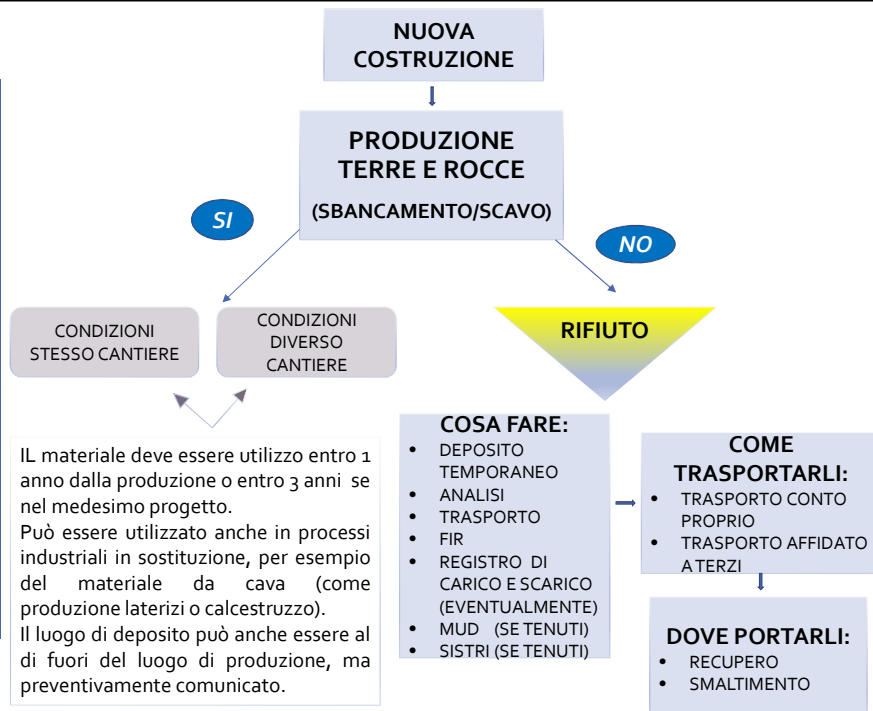 NUOVA
COSTRUZIONE
PRODUZIONE
TERRE E ROCCE
(SBANCAMENTO/SCAVO)
SI
NO
CONDIZIONI
STESSO CANTIERE
CONDIZIONI
DIVERSO
CANTIERE
RIFIUTO
IL materiale deve essere utilizzo entro 1
anno dalla produzione o entro 3 anni se
nel medesimo progetto.
Può essere utilizzato anche in processi
industriali in sostituzione, per esempio
del materiale da cava (come
produzione laterizi o calcestruzzo).
Il luogo di deposito può anche essere al
di fuori del luogo di produzione, ma
preventivamente comunicato.
COSA FARE:
• DEPOSITO
TEMPORANEO
• ANALISI
• TRASPORTO
• FIR
• REGISTRO DI
CARICO E SCARICO
(EVENTUALMENTE)
• MUD (SE TENUTI)
• SISTRI (SE TENUTI)
COME
TRASPORTARLI:
• TRASPORTO CONTO
PROPRIO
• TRASPORTO AFFIDATO
A TERZI
DOVE PORTARLI:
• RECUPERO
• SMALTIMENTO